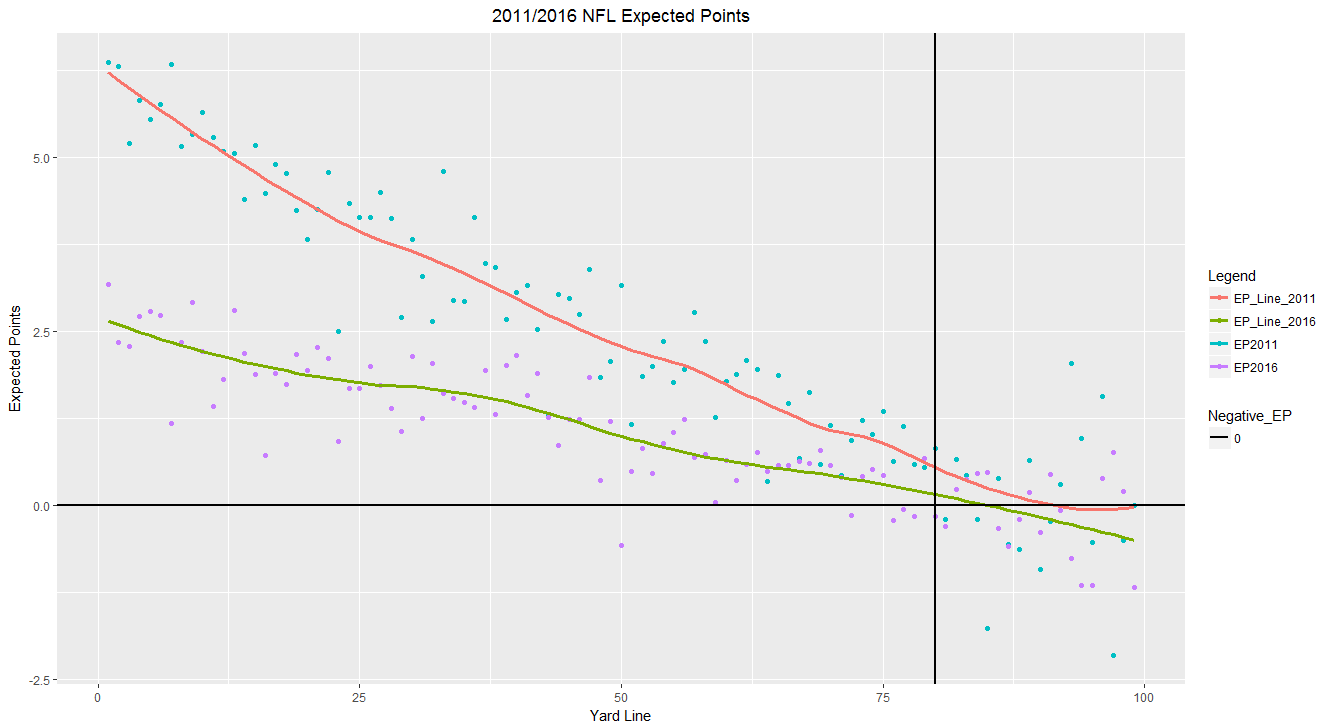 2011/2016 NFL Expected Points
Expected Points
5.0
2.5
0.0
-2.5
0
25
50
75
100
Yard Line
Legend
EP_Line_2011
EP_Line_2016
EP2011
EP2016
Negative_EP
0